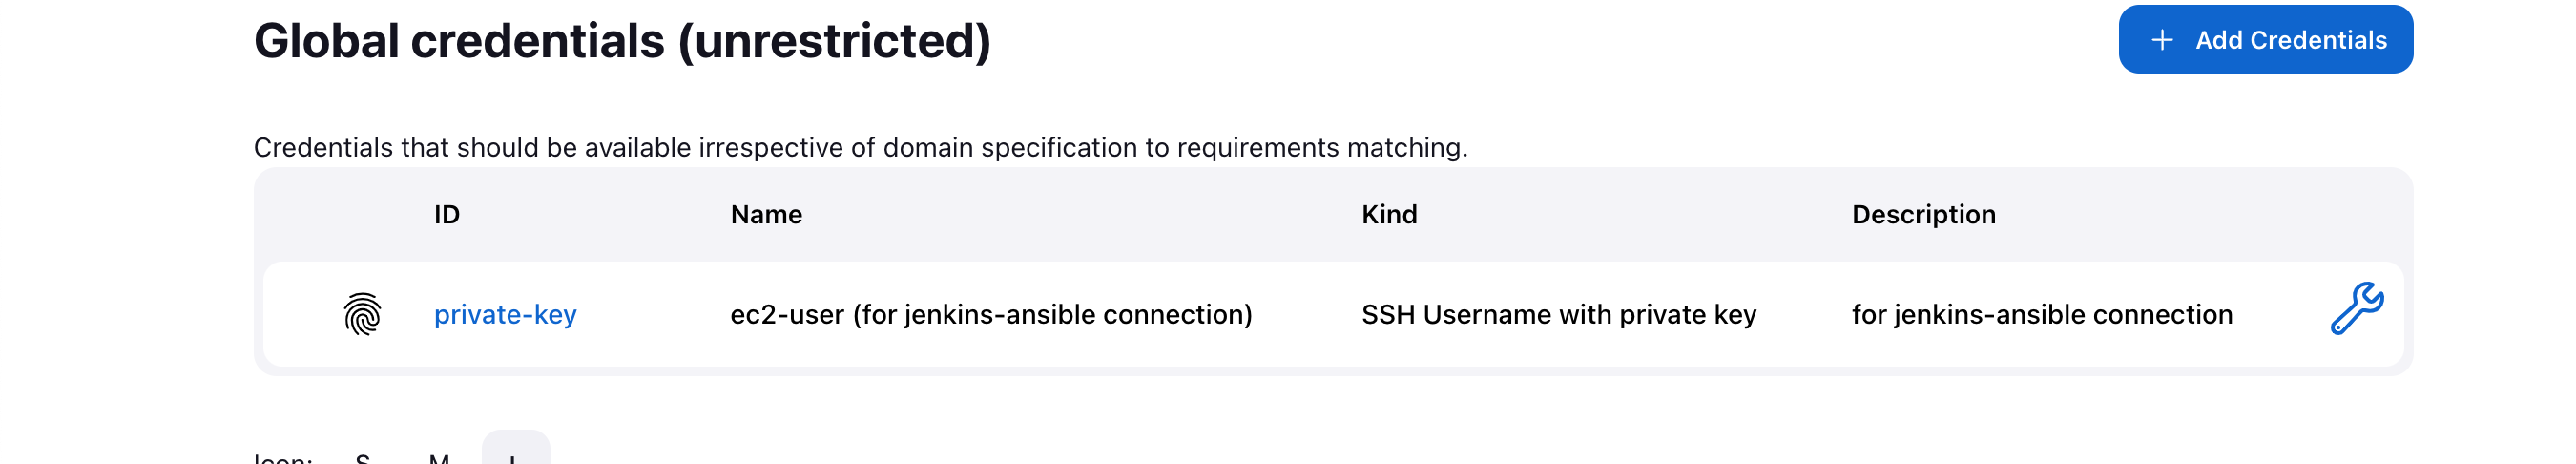 Global credentials (unrestricted)
+ Add Credentials
Credentials that should be available irrespective of domain specification to requirements matching.
ID Name Kind Description
private-key ec2-user (for jenkins-ansible connection) SSH Username with private key for jenkins-ansible connection
Icon: S M L